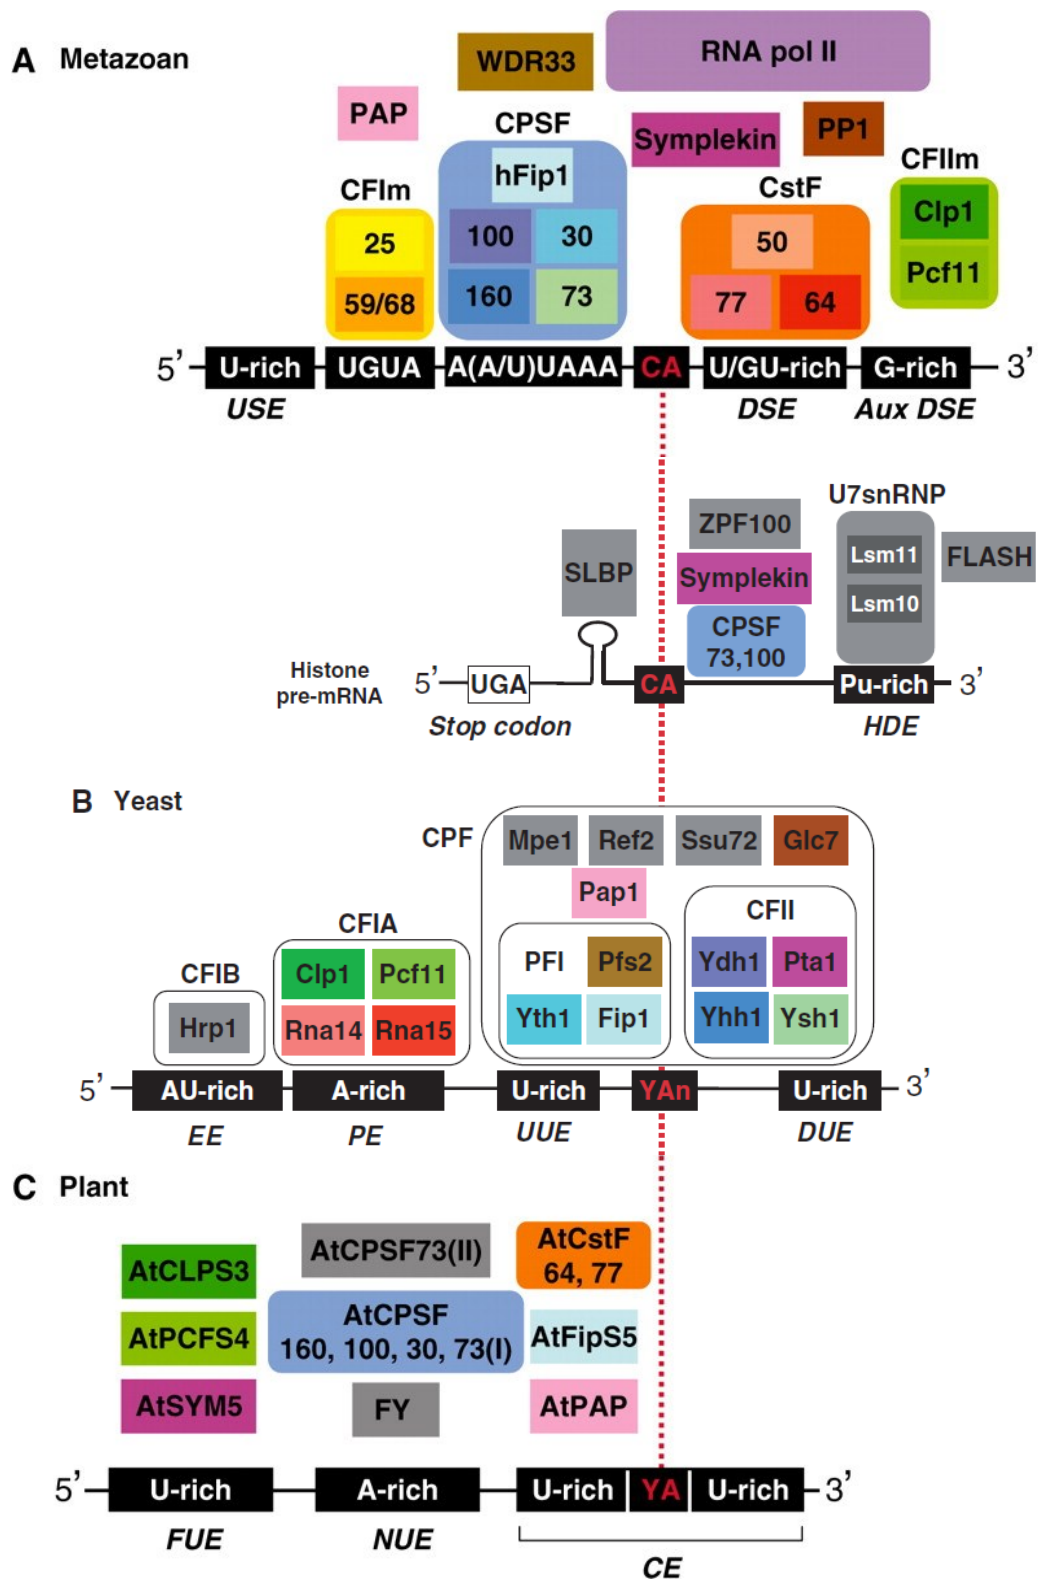 A Metazoan
WDR33
RNA pol II
PAP
CPSF
Symplekin
PP1
CFIm
hFip1
CstF
CFIIm
25
100
30
50
Clp1
59/68
160
73
77
64
Pcf11
5’
U-rich
UGUA
A(A/U)UAAA
CA
U/GU-rich
G-rich
3’
USE
DSE
Aux DSE
U7snRNP
ZPF100
SLBP
Symplekin
Lsm11
FLASH
Lsm10
CPSF
73,100
Histone
pre-mRNA
5’
UGA
CA
Pu-rich
3’
Stop codon
HDE
B Yeast
CPF
Mpe1
Ref2
Ssu72
Glc7
Pap1
CFII
CFIA
PFI
Pfs2
Ydh1
Pta1
CFIB
Clp1
Pcf11
Hrp1
Rna14
Rna15
Yth1
Fip1
Yhh1
Ysh1
5’
AU-rich
A-rich
U-rich
YAn
U-rich
3’
EE
PE
UUE
DUE
C Plant
AtCLPS3
AtCPSF73(II)
AtCstF
64, 77
AtPCFS4
AtCPSF
160, 100, 30, 73(I)
AtFipS5
AtSYM5
FY
AtPAP
5’
U-rich
A-rich
U-rich
YA
U-rich
3’
FUE
NUE
CE